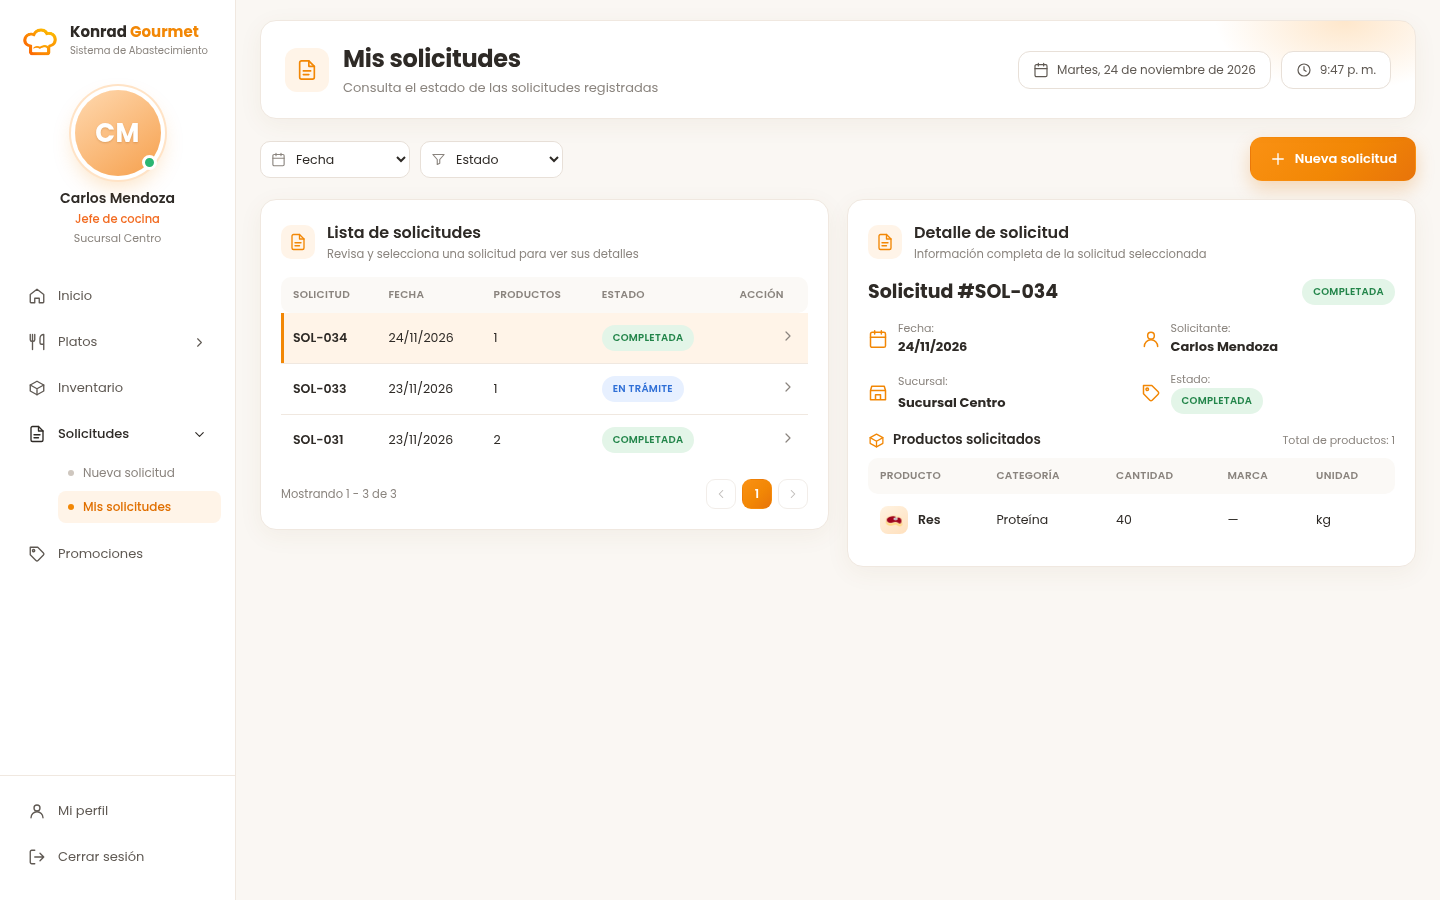 Konrad Gourmet
Sistema de Abastecimiento
CM
Carlos Mendoza
Jefe de cocina
Sucursal Centro
Inicio
Platos
Inventario
Solicitudes
Nueva solicitud
Mis solicitudes
Promociones
Mi perfil
Cerrar sesión
Mis solicitudes
Consulta el estado de las solicitudes registradas
Martes, 24 de noviembre de 2026
9:47 p. m.
Fecha
Estado
Nueva solicitud
Lista de solicitudes
Revisa y selecciona una solicitud para ver sus detalles
SOLICITUD FECHA PRODUCTOS ESTADO ACCIÓN
SOL-034 24/11/2026 1 COMPLETADA
SOL-033 23/11/2026 1 EN TRÁMITE
SOL-031 23/11/2026 2 COMPLETADA
Mostrando 1 - 3 de 3
1
Detalle de solicitud
Información completa de la solicitud seleccionada
Solicitud #SOL-034 COMPLETADA
Fecha:
24/11/2026
Solicitante:
Carlos Mendoza
Sucursal:
Sucursal Centro
Estado:
COMPLETADA
Productos solicitados
Total de productos: 1
PRODUCTO CATEGORÍA CANTIDAD MARCA UNIDAD
Res Proteína 40 — kg